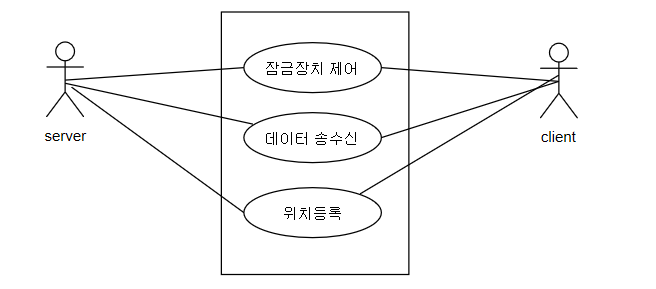 잠금장치 제어
server
데이터 송수신
client
위치등록